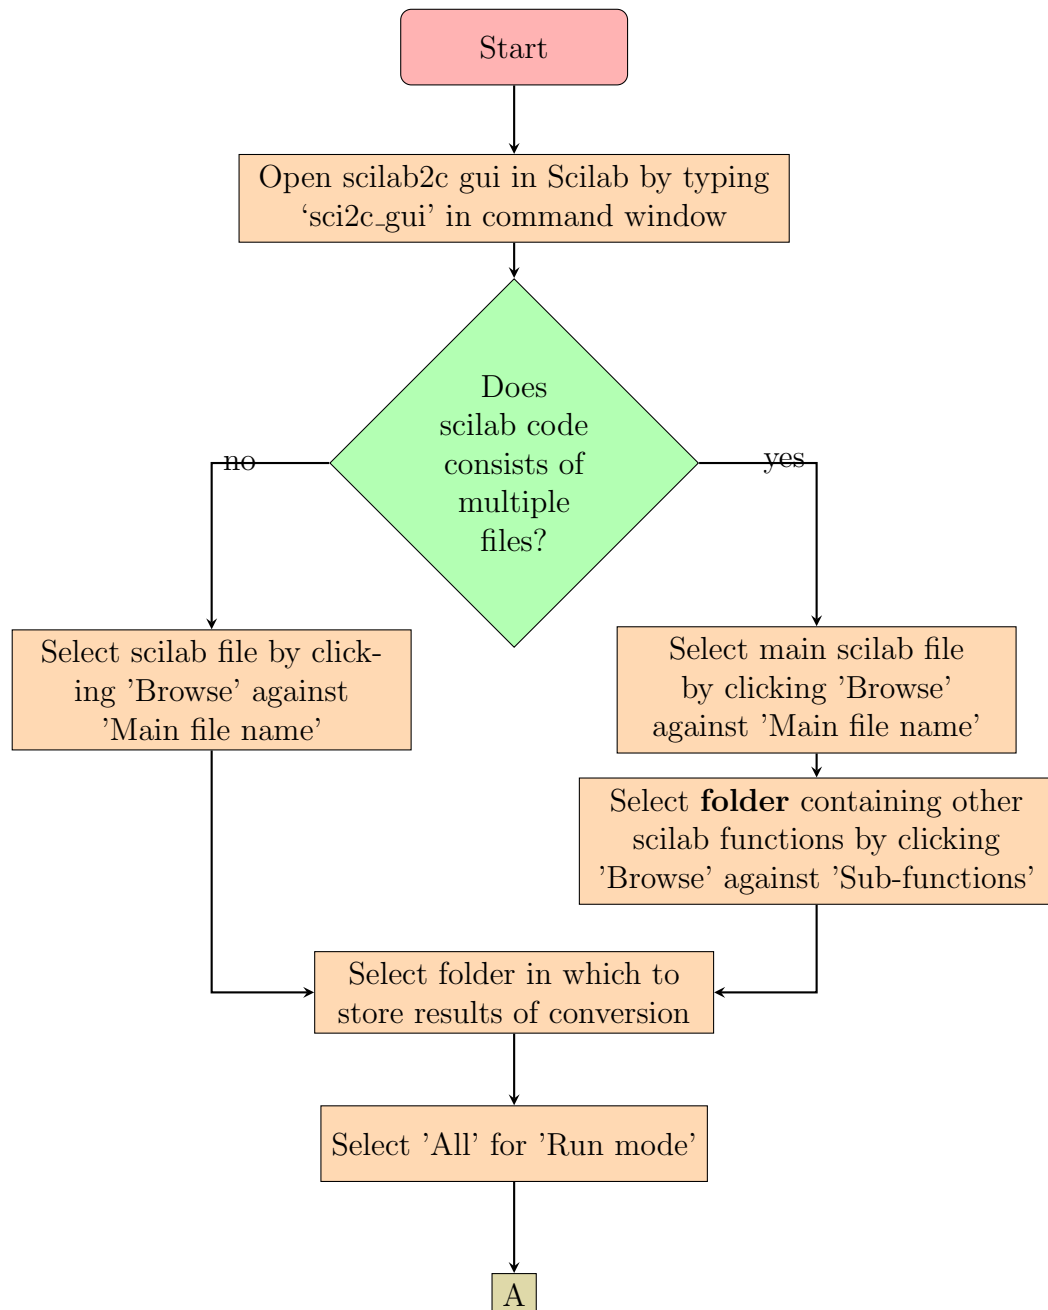 Start
Open scilab2c gui in Scilab by typing
‘sci2c_gui’ in command window
Does
scilab code
consists of
multiple
files?
no
yes
Select scilab file by click-
ing ’Browse’ against
’Main file name’
Select main scilab file
by clicking ’Browse’
against ’Main file name’
Select folder containing other
scilab functions by clicking
’Browse’ against ’Sub-functions’
Select folder in which to
store results of conversion
Select ’All’ for ’Run mode’
A